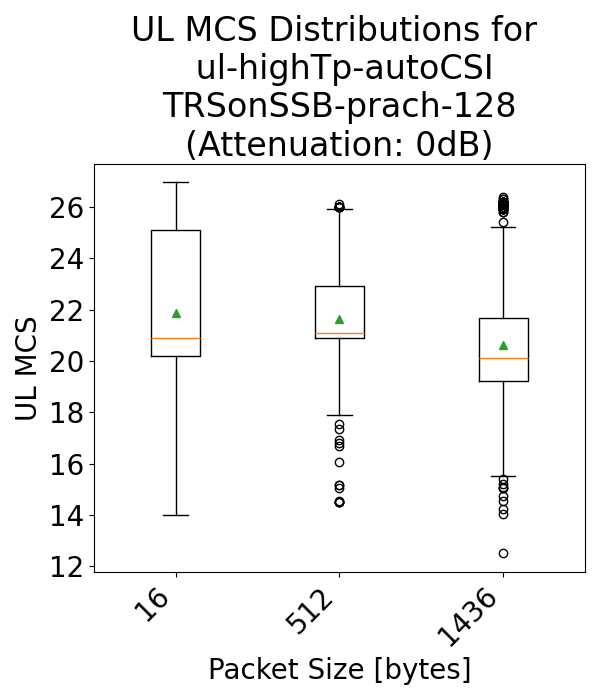 UL MCS Distributions for
ul-highTp-autoCSI
TRSonSSB-prach-128
(Attenuation: 0dB)
UL MCS
26
24
22
20
18
16
14
12
16
512
1436
Packet Size [bytes]